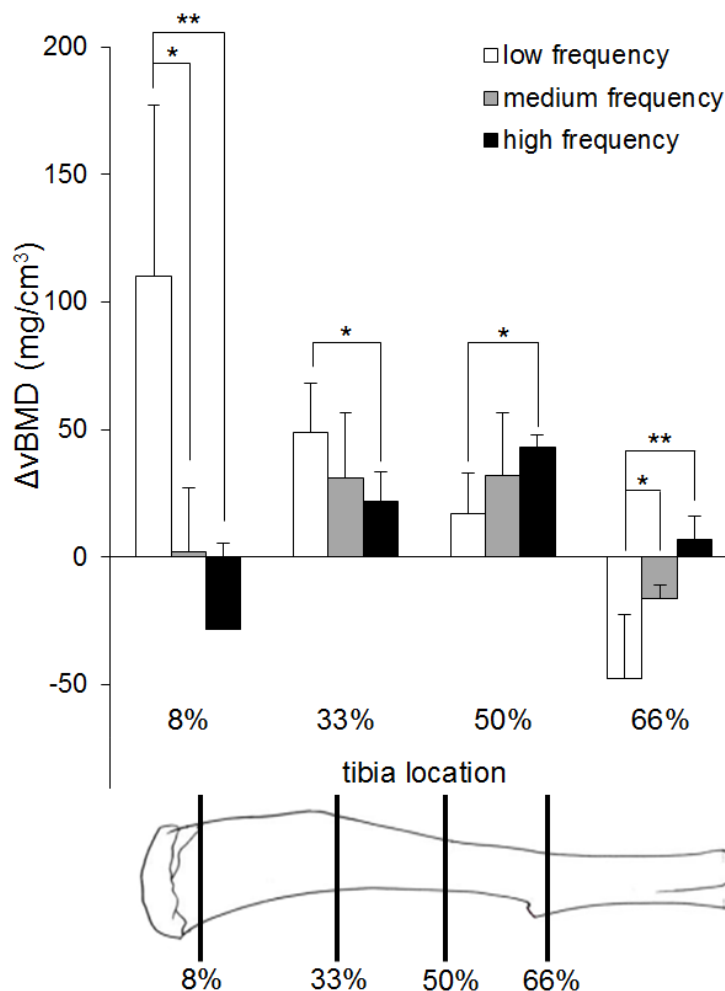 **
200
*
low frequency
medium frequency
high frequency
150
ΔvBMD (mg/cm³)
100
*
*
50
**
*
0
-50
8% 33% 50% 66%
tibia location
8% 33% 50% 66%